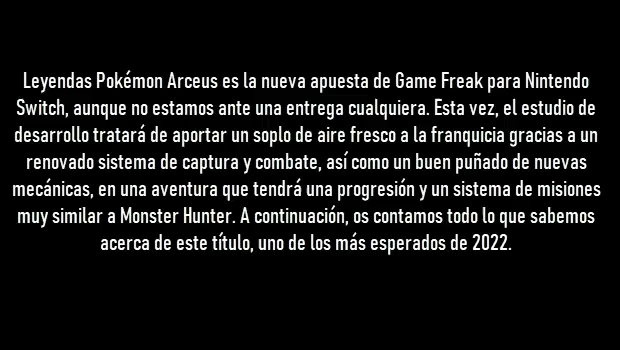 Leyendas Pokémon Arceus es la nueva apuesta de Game Freak para Nintendo
Switch, aunque no estamos ante una entrega cualquiera. Esta vez, el estudio de
desarrollo tratará de aportar un soplo de aire fresco a la franquicia gracias a un
renovado sistema de captura y combate, así como un buen puñado de nuevas
mecánicas, en una aventura que tendrá una progresión y un sistema de misiones
muy similar a Monster Hunter. A continuación, os contamos todo lo que sabemos
acerca de este título, uno de los más esperados de 2022.